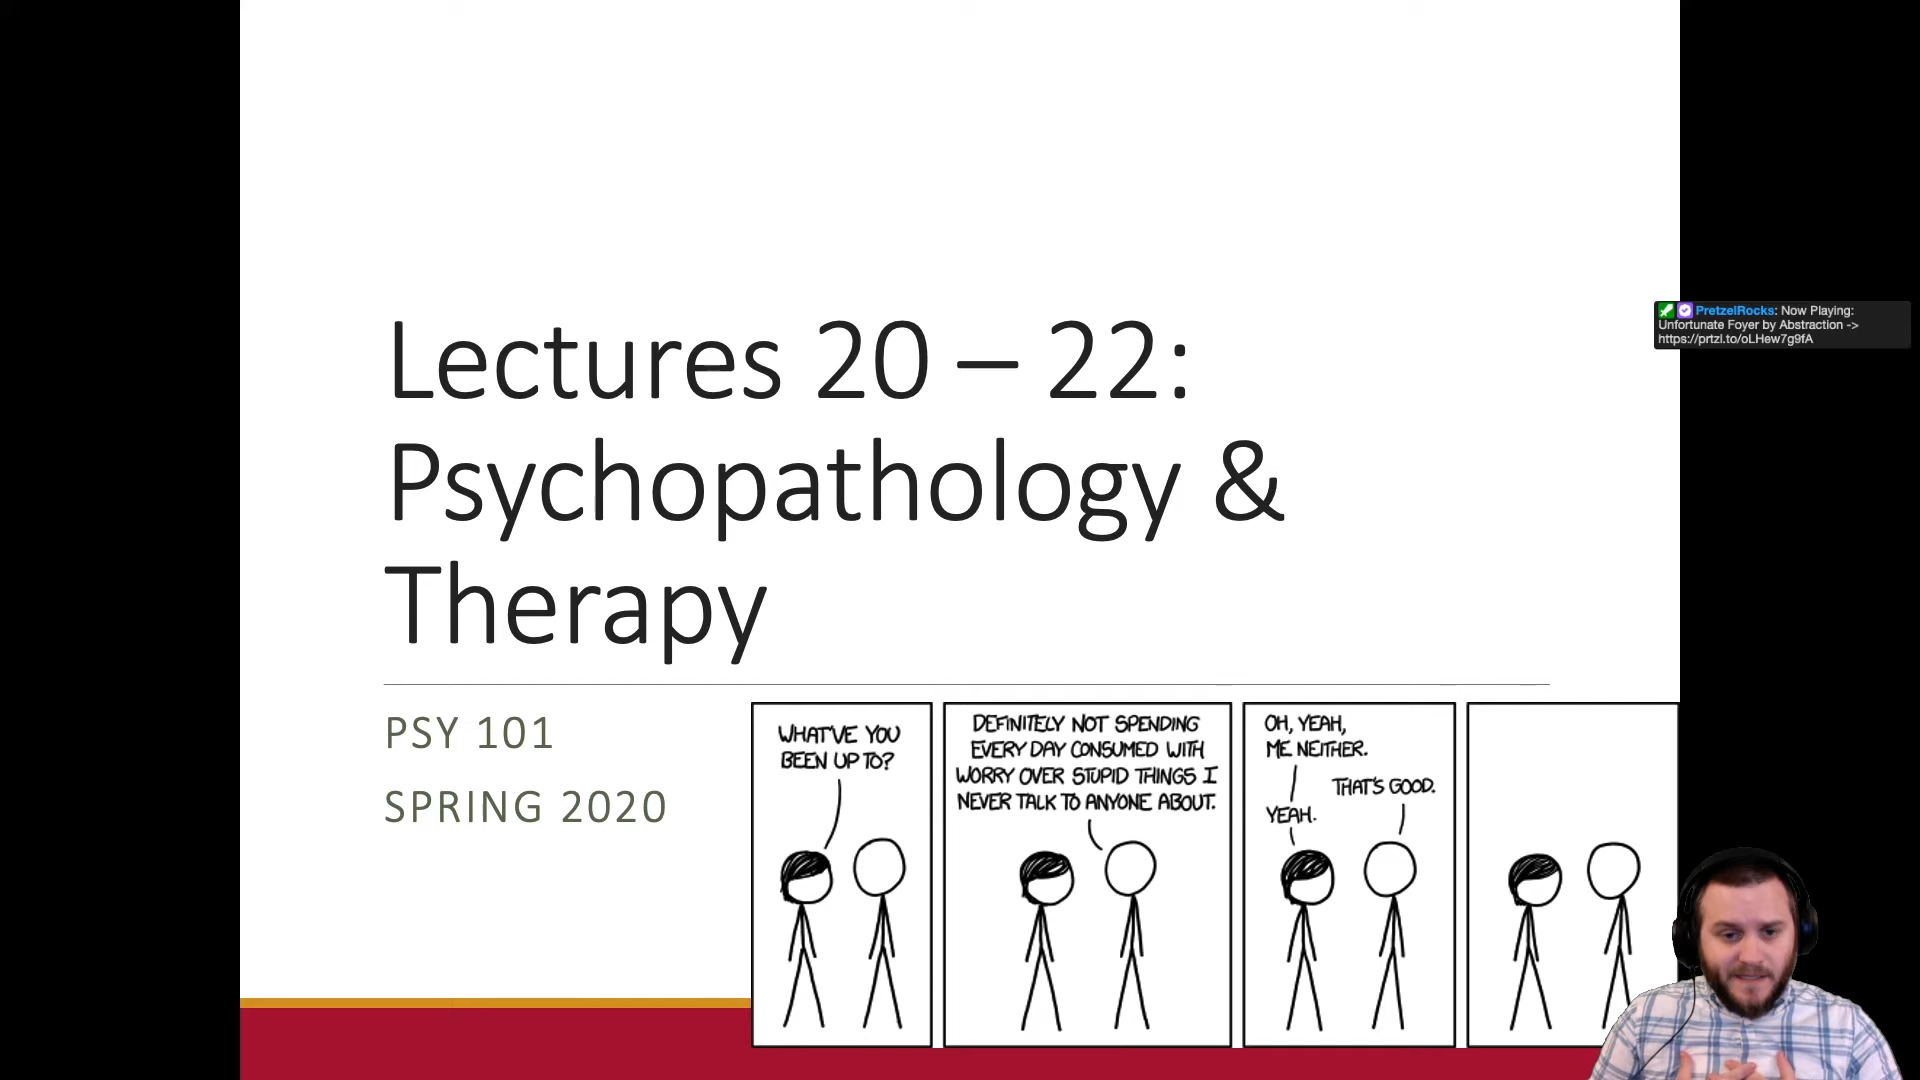 Lectures 20 – 22:
Psychopathology &
Therapy
PSY 101
SPRING 2020
WHAT'VE YOU
BEEN UP TO?
DEFINITELY NOT SPENDING
EVERY DAY CONSUMED WITH
WORRY OVER STUPID THINGS I
NEVER TALK TO ANYONE ABOUT.
OH, YEAH,
ME NEITHER.
THAT'S GOOD.
YEAH.
PretzelRocks: Now Playing:
Unfortunate Foyer by Abstraction ->
https://prtzl.to/oLHew7g9fA